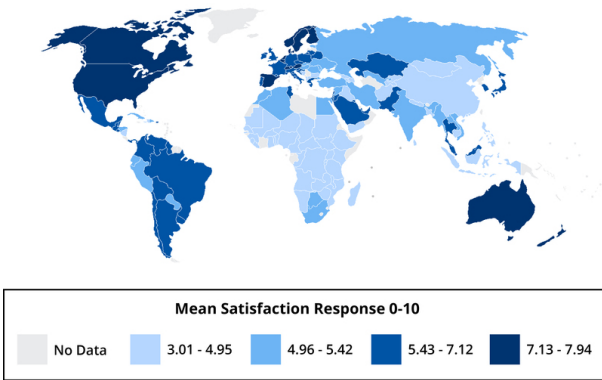 Mean Satisfaction Response 0-10
No Data
3.01 - 4.95
4.96 - 5.42
5.43 - 7.12
7.13 - 7.94